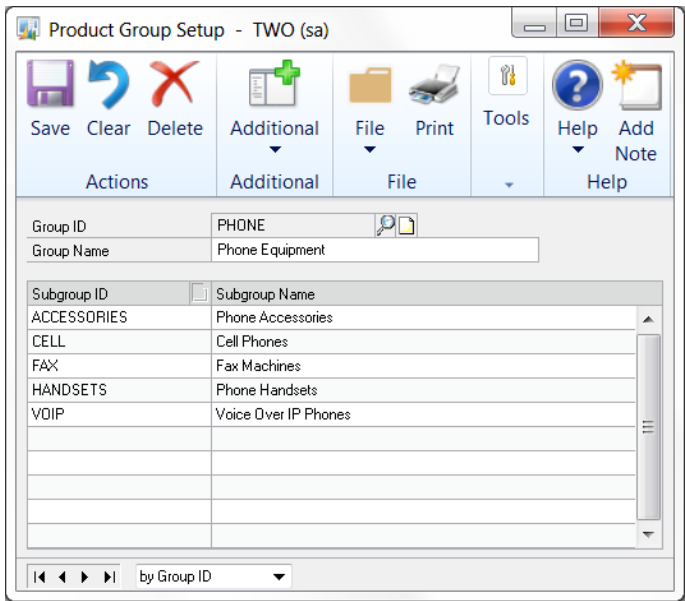 Product Group Setup - TWO (sa)
Save Clear Delete Additional File Print Tools Help Add Note
Actions Additional File Help
Group ID PHONE
Group Name Phone Equipment
Subgroup ID Subgroup Name
ACCESSORIES Phone Accessories
CELL Cell Phones
FAX Fax Machines
HANDSETS Phone Handsets
VOIP Voice Over IP Phones
by Group ID